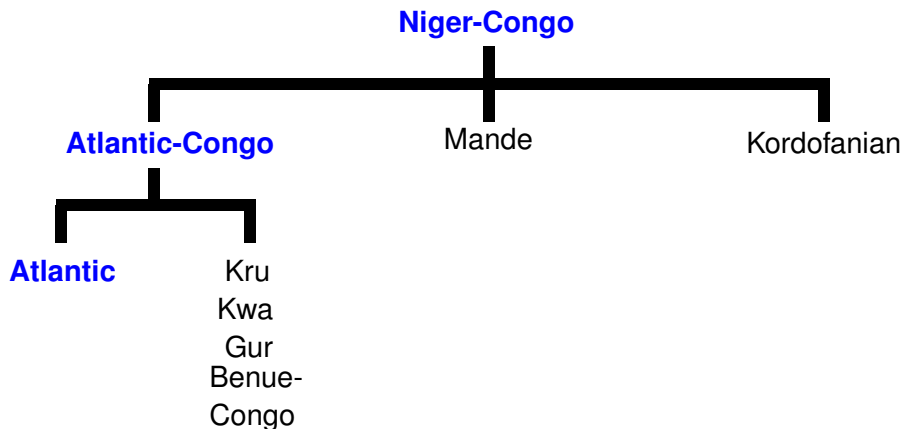 Niger-Congo
Atlantic-Congo
Mande
Kordofanian
Atlantic
Kru
Kwa
Gur
Benue-
Congo